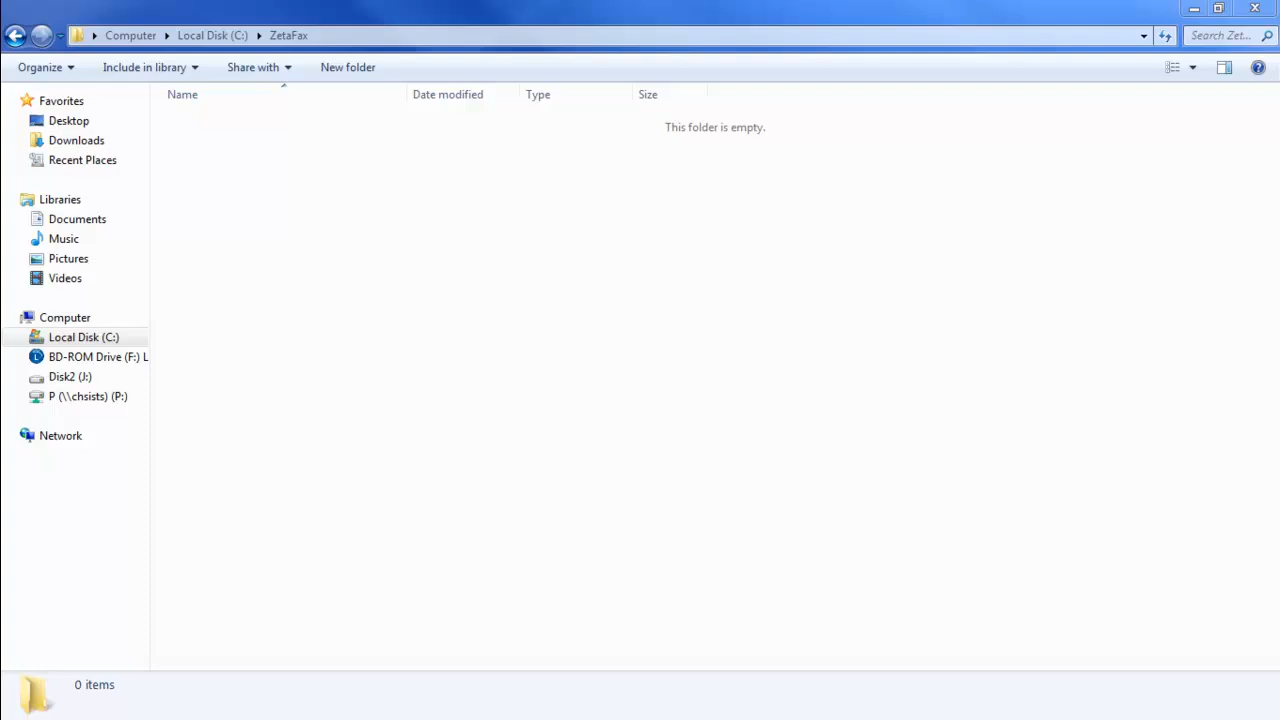 Computer Local Disk (C:) ZetaFax
Search Zet...
Organize Include in library Share with New folder
Name Date modified Type Size
This folder is empty.
Favorites
Desktop
Downloads
Recent Places
Libraries
Documents
Music
Pictures
Videos
Computer
Local Disk (C:)
BD-ROM Drive (F:) L
Disk2 (J:)
P (\\chsists) (P:)
Network
0 items